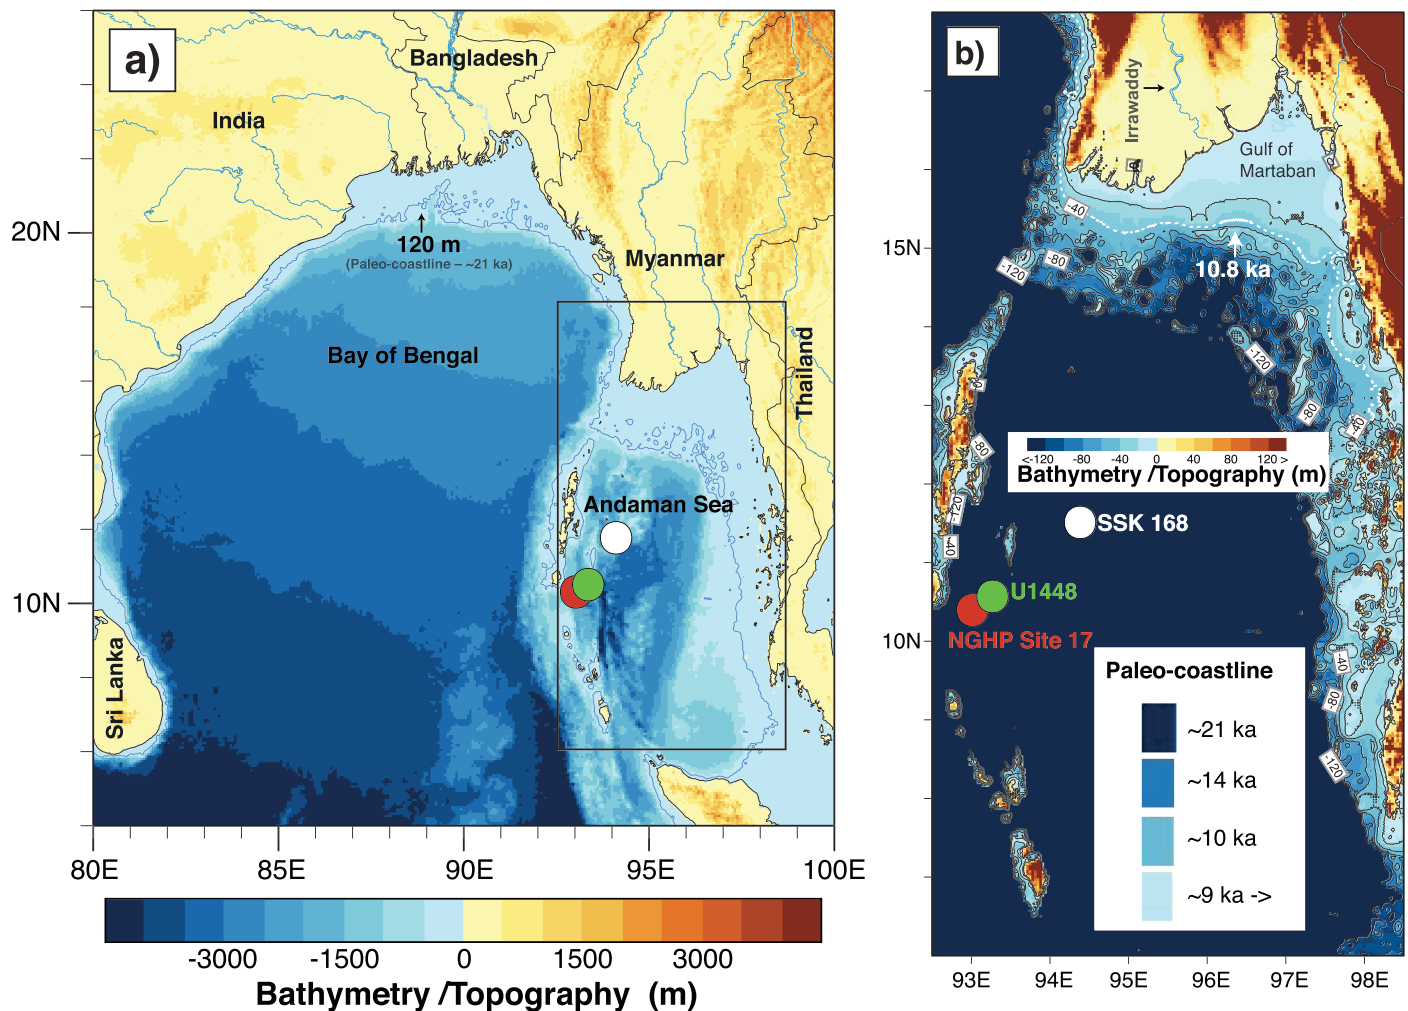 a)
Bangladesh
India
20N
120 m
(Paleo-coastline – ~21 ka)
Myanmar
Bay of Bengal
Thailand
Andaman Sea
10N
Sri Lanka
80E
85E
90E
95E
100E
-3000
-1500
0
1500
3000
Bathymetry /Topography (m)
b)
Irrawaddy
Gulf of
Martaban
-40
15N
-120
-80
10.8 ka
-120
-80
-40
-80
-120
-40
<-120
-80
-40
0
40
80
120 >
Bathymetry /Topography (m)
SSK 168
U1448
NGHP Site 17
10N
-40
-80
-120
Paleo-coastline
~21 ka
~14 ka
~10 ka
~9 ka ->
93E
94E
95E
96E
97E
98E